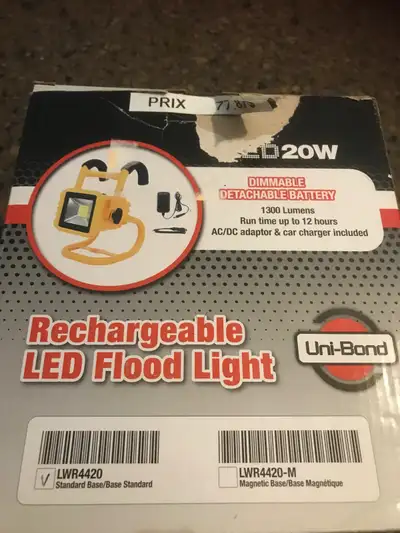 PRIX
20W
DIMMABLE
DETACHABLE BATTERY
1300 Lumens
Run time up to 12 hours
AC/DC adaptor & car charger included
Rechargeable
LED Flood Light
Uni-Bond
LWR4420
Standard Base/Base Standard
LWR4420-M
Magnetic Base/Base Magnétique